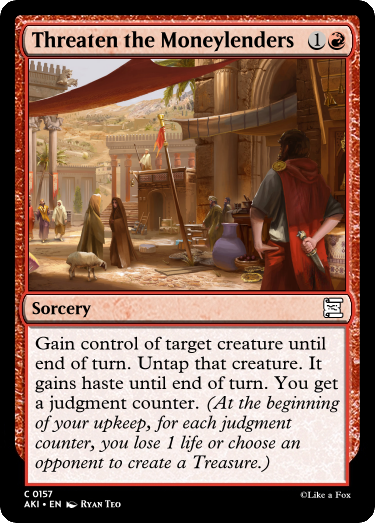 Threaten the Moneylenders 1
Sorcery
Gain control of target creature until
end of turn. Untap that creature. It
gains haste until end of turn. You get
a judgment counter. (At the beginning
of your upkeep, for each judgment
counter, you lose 1 life or choose an
opponent to create a Treasure.)
C 0157
AKI • EN Ryan Teo
©Like a Fox